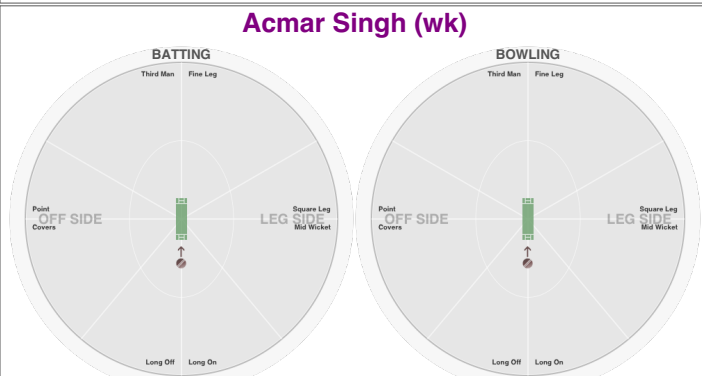 Acmar Singh (wk)
BATTING
Third Man Fine Leg
Point
OFF SIDE
Covers
Square Leg
LEG SIDE
Mid Wicket
Long Off Long On
BOWLING
Third Man Fine Leg
Point
OFF SIDE
Covers
Square Leg
LEG SIDE
Mid Wicket
Long Off Long On